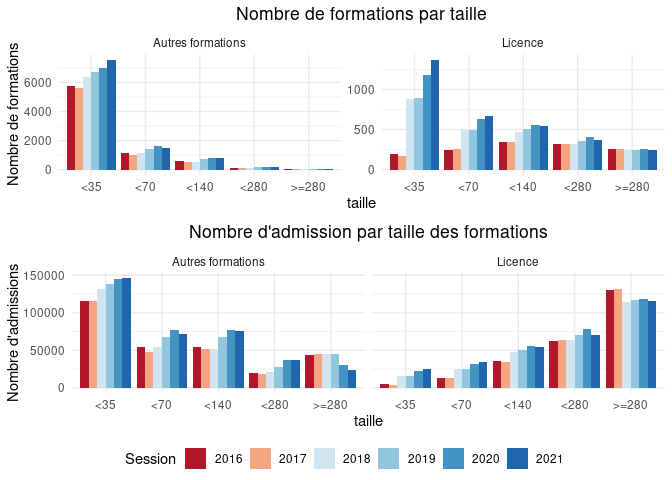 Nombre de formations par taille
Autres formations
Licence
Nombre de formations
6000
4000
2000
0
1000
500
0
<35
<70
<140
<280
>=280
<35
<70
<140
<280
>=280
taille
Nombre d'admission par taille des formations
Autres formations
Licence
Nombre d'admissions
150000
100000
50000
0
<35
<70
<140
<280
>=280
<35
<70
<140
<280
>=280
taille
Session 2016 2017 2018 2019 2020 2021